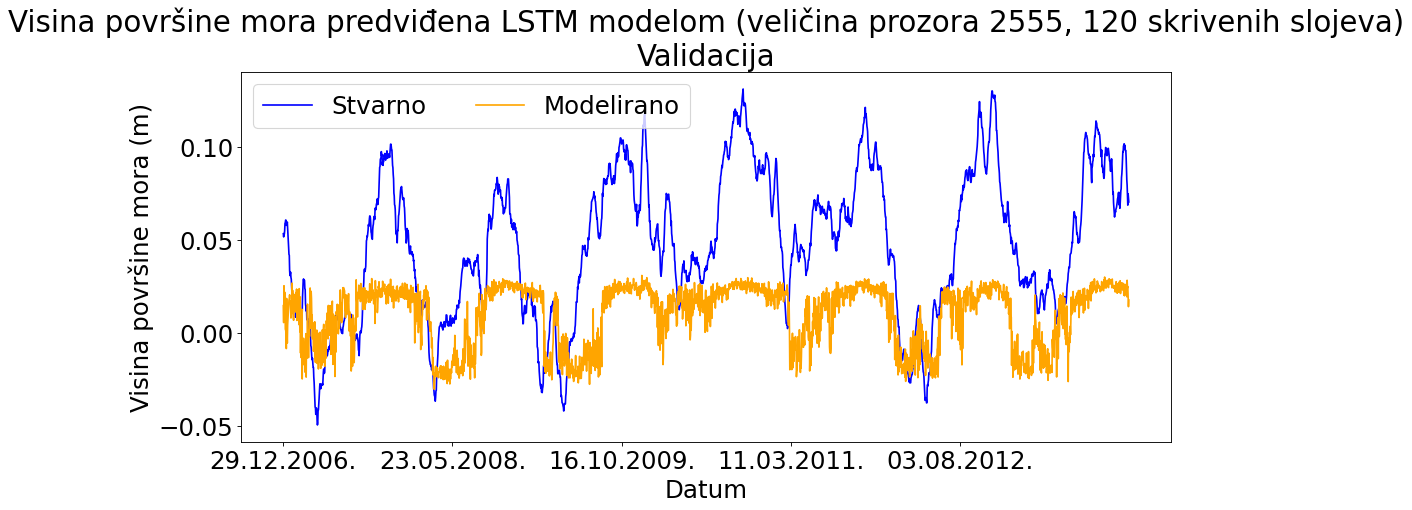 Visina površine mora predviđena LSTM modelom (veličina prozora 2555, 120 skrivenih slojeva)
Validacija
Stvarno Modelirano
Visina površine mora (m)
0.10
0.05
0.00
−0.05
29.12.2006. 23.05.2008. 16.10.2009. 11.03.2011. 03.08.2012.
Datum